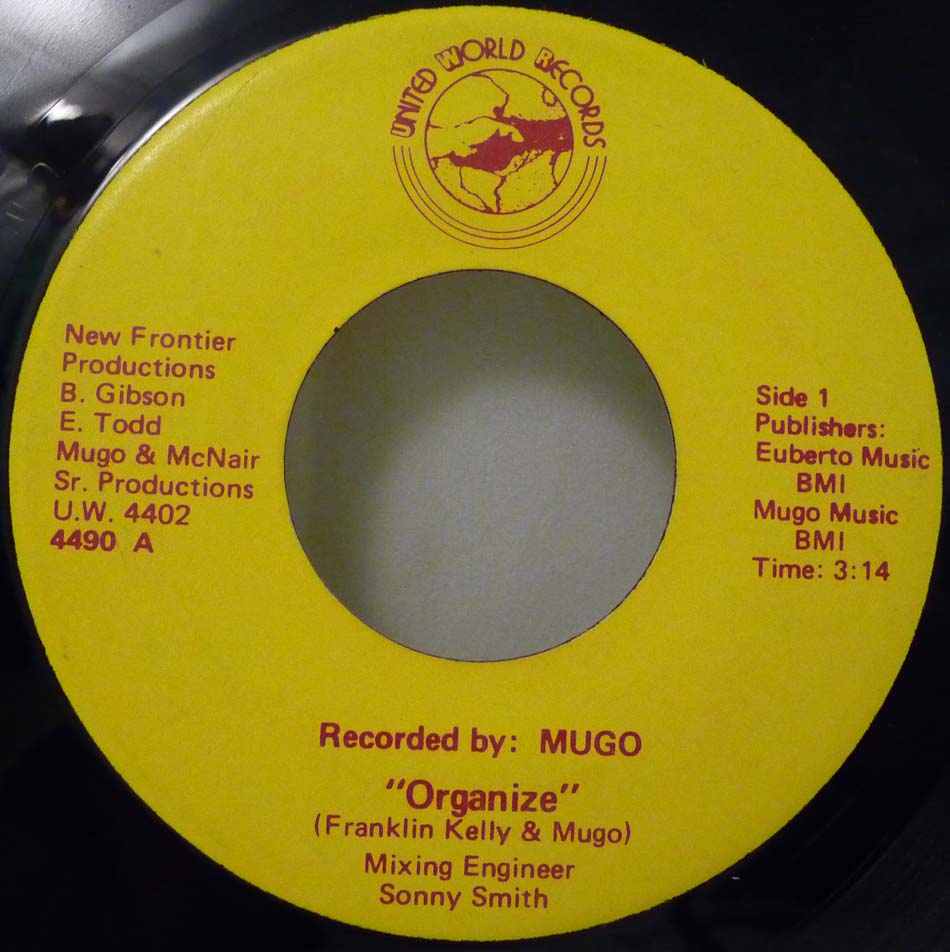 UNITED WORLD RECORDS
New Frontier
Productions
B. Gibson
E. Todd
Mugo & McNair
Sr. Productions
U.W. 4402
4490 A
Side 1
Publishers:
Euberto Music
BMI
Mugo Music
BMI
Time: 3:14
Recorded by: MUGO
"Organize"
(Franklin Kelly & Mugo)
Mixing Engineer
Sonny Smith